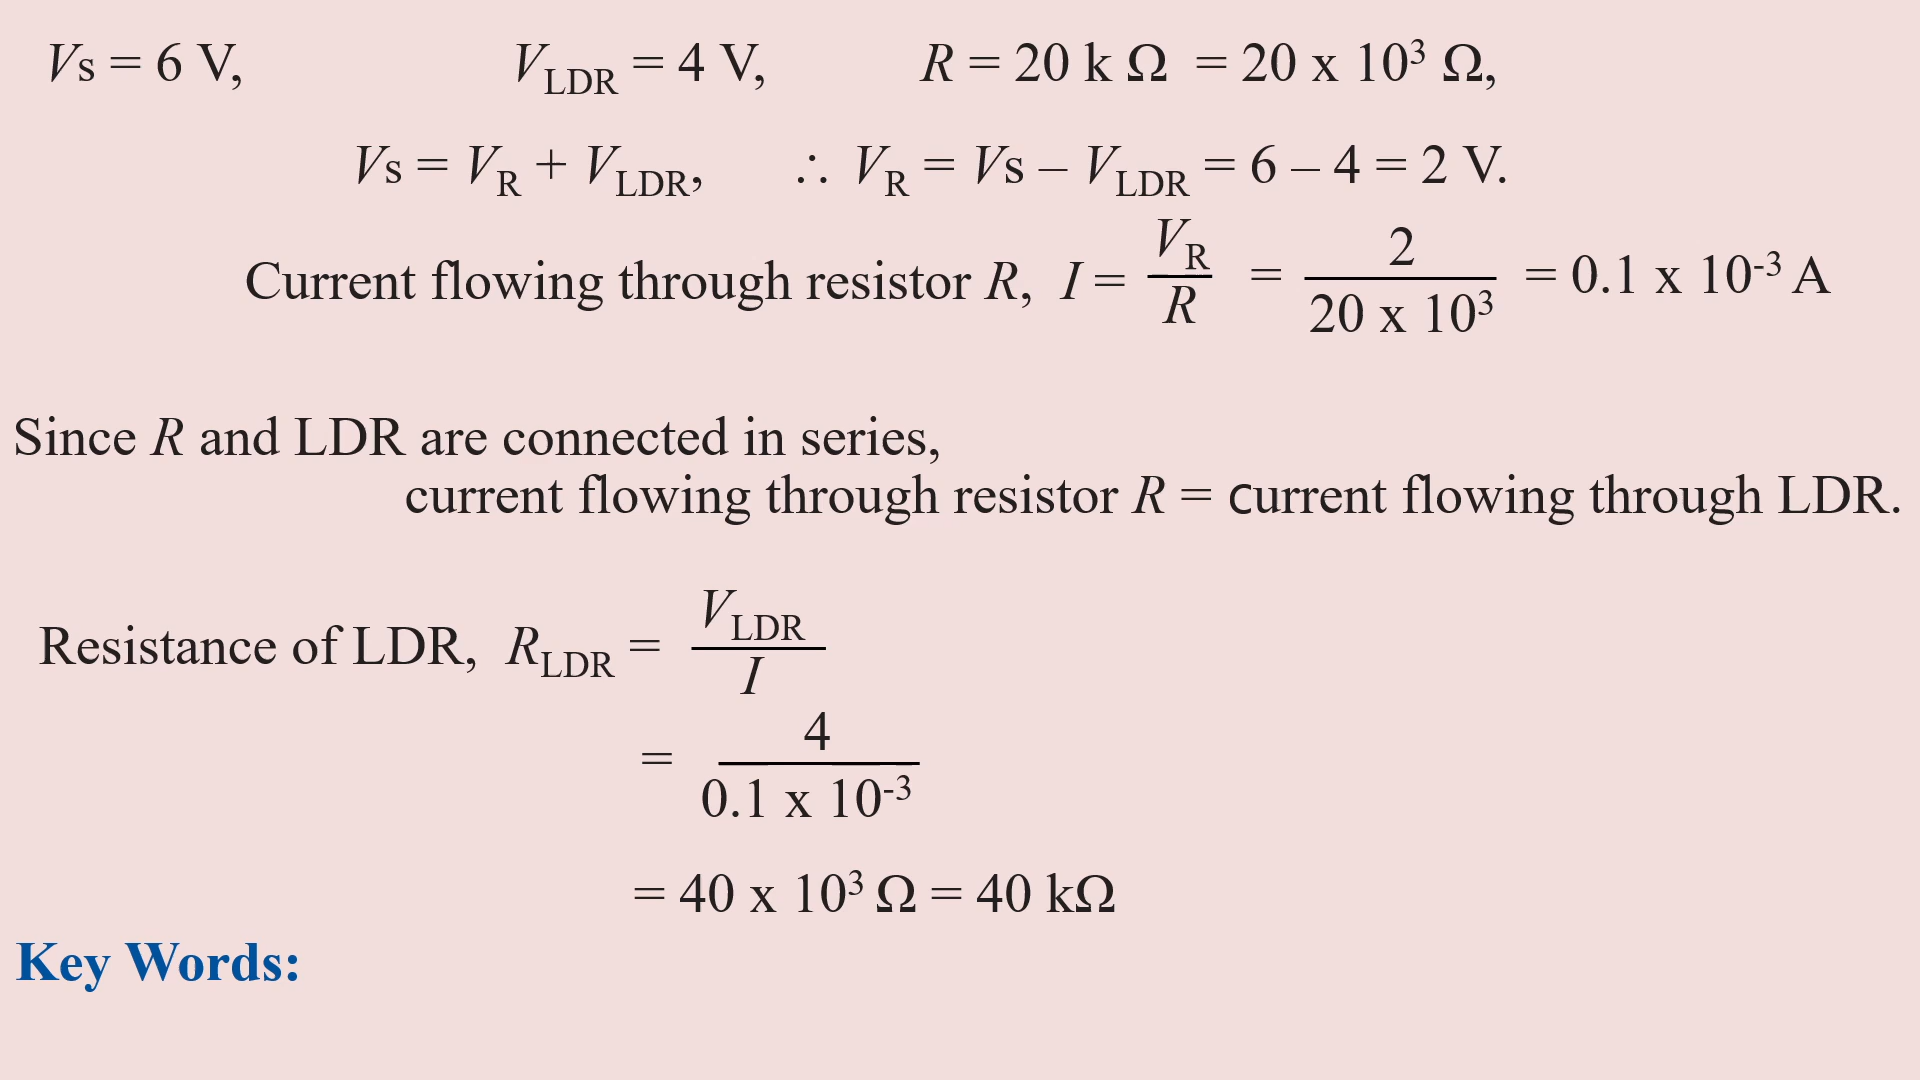 Vs = 6 V, V_LDR = 4 V, R = 20 k Ω = 20 x 10³ Ω,
Vs = V_R + V_LDR, ∴ V_R = Vs – V_LDR = 6 – 4 = 2 V.
Current flowing through resistor R, I = V_R / R = 2 / 20 x 10³ = 0.1 x 10⁻³ A
Since R and LDR are connected in series,
current flowing through resistor R = current flowing through LDR.
Resistance of LDR, R_LDR = V_LDR / I
= 4 / 0.1 x 10⁻³
= 40 x 10³ Ω = 40 kΩ
Key Words: